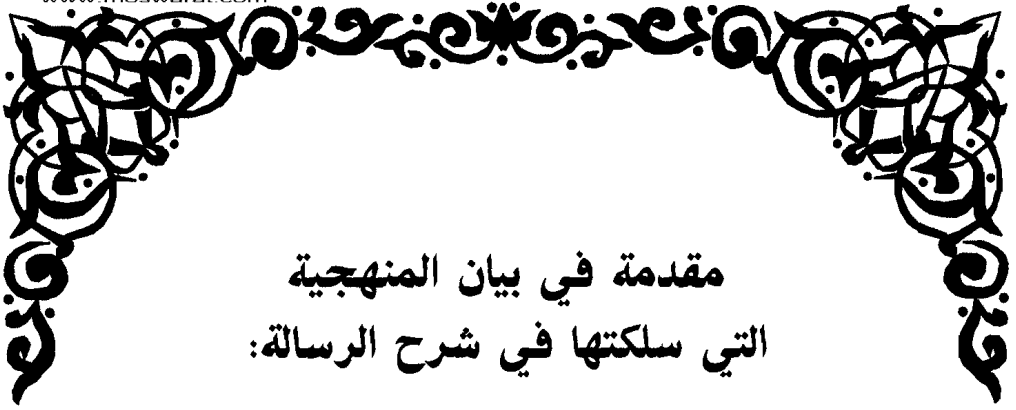 مقدمة في بيان المنهجية
التي سلكتها في شرح الرسالة: